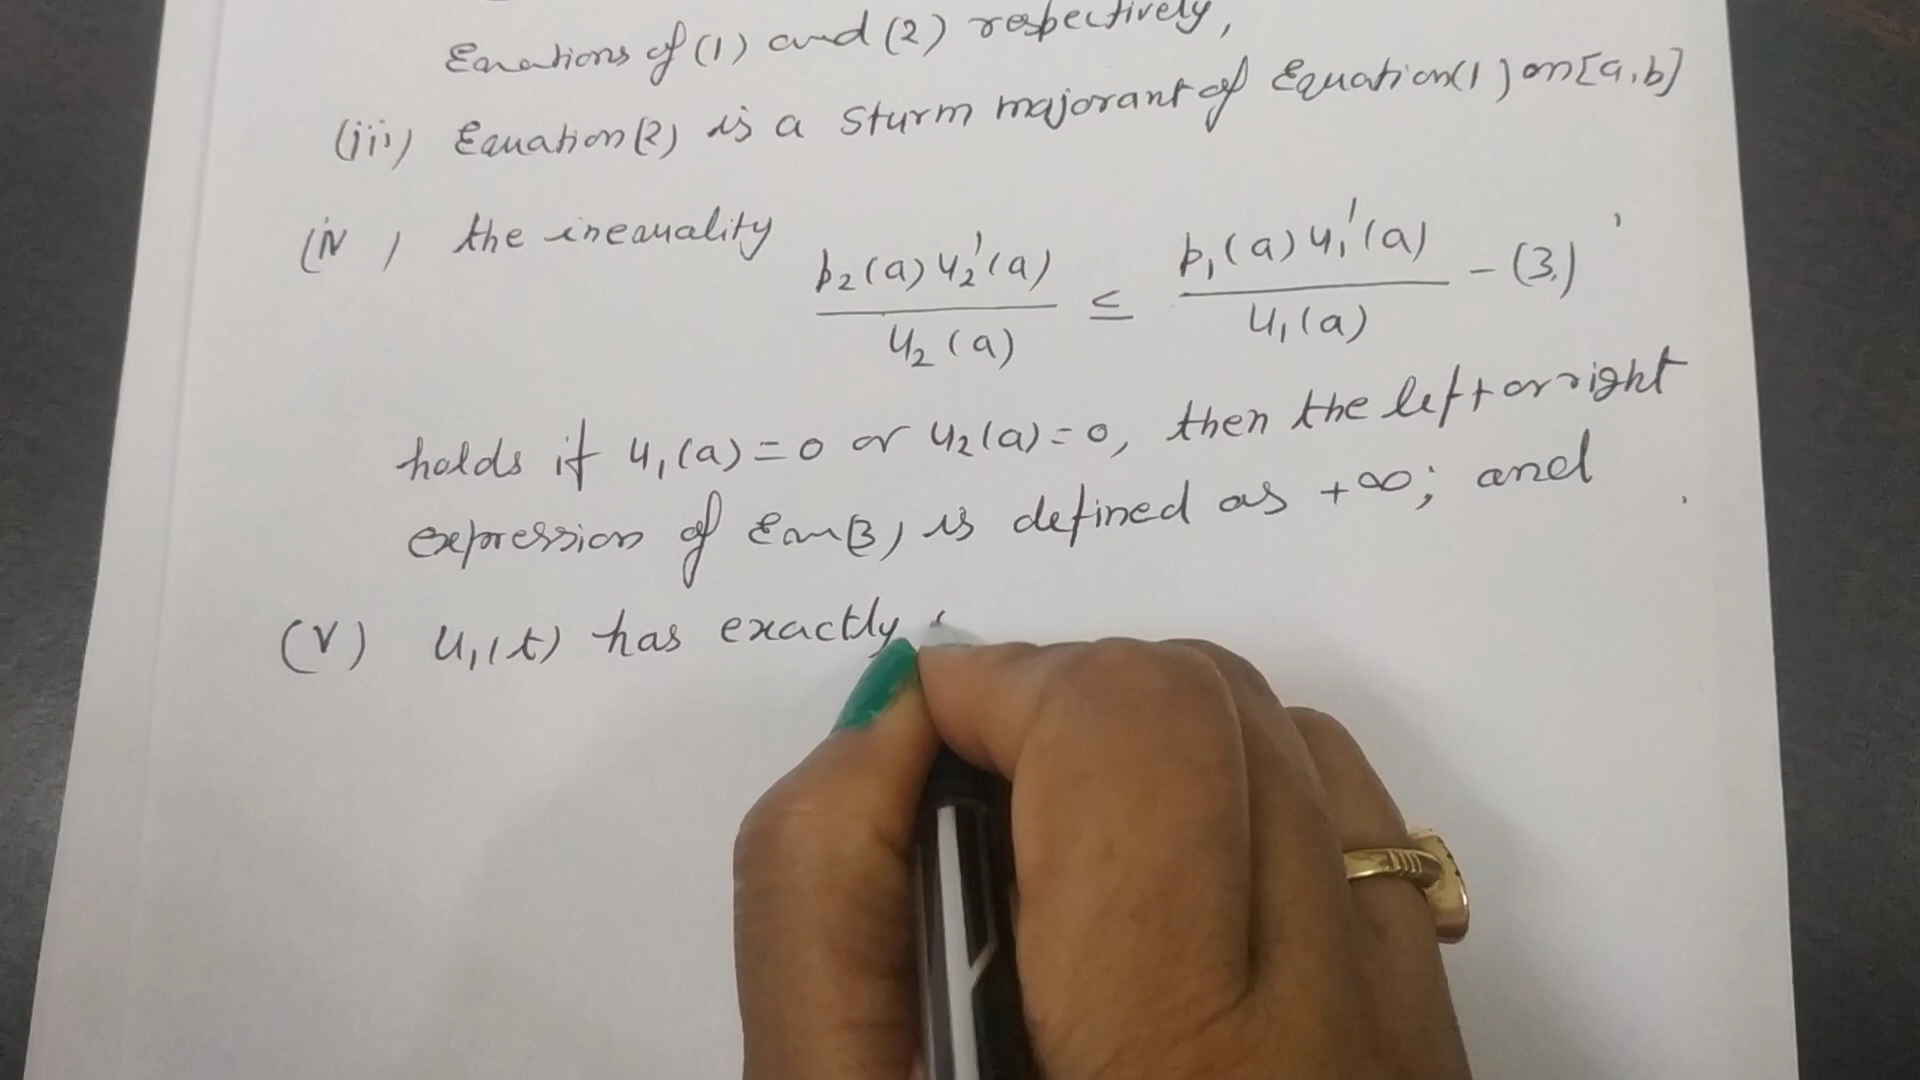 Equations of (1) and (2) respectively,
(iii) Equation(2) is a Sturm majorant of Equation(1) on [a,b]
(iv) the inequality p₂(a) u₂'(a) / u₂(a) ≤ p₁(a) u₁'(a) / u₁(a) - (3)
holds if u₁(a) = 0 or u₂(a) = 0, then the left or right
expression of Eqn(3) is defined as +∞; and
(V) u₁(t) has exactly